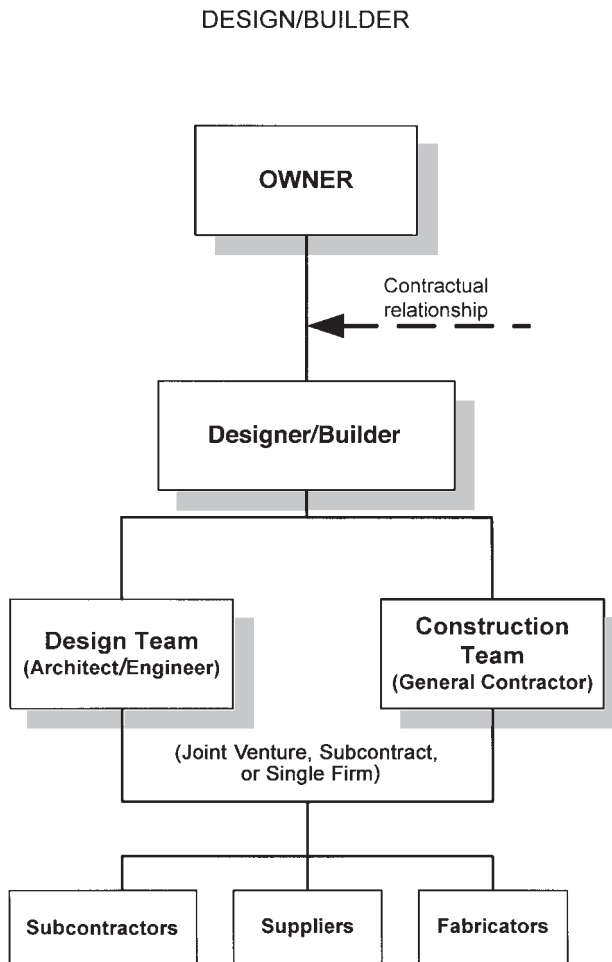 DESIGN/BUILDER
OWNER
Contractual
relationship
Designer/Builder
Design Team
(Architect/Engineer)
Construction
Team
(General Contractor)
(Joint Venture, Subcontract,
or Single Firm)
Subcontractors
Suppliers
Fabricators